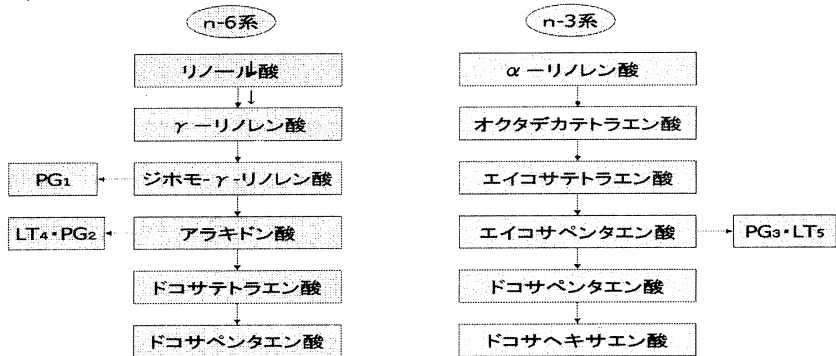 n-6系
リノール酸
γ-リノレン酸
ジホモ-γ-リノレン酸
PG₁
アラキドン酸
LT₄・PG₂
ドコサテトラエン酸
ドコサペンタエン酸
n-3系
α-リノレン酸
オクタデカテトラエン酸
エイコサテトラエン酸
エイコサペンタエン酸
PG₃・LT₅
ドコサペンタエン酸
ドコサヘキサエン酸